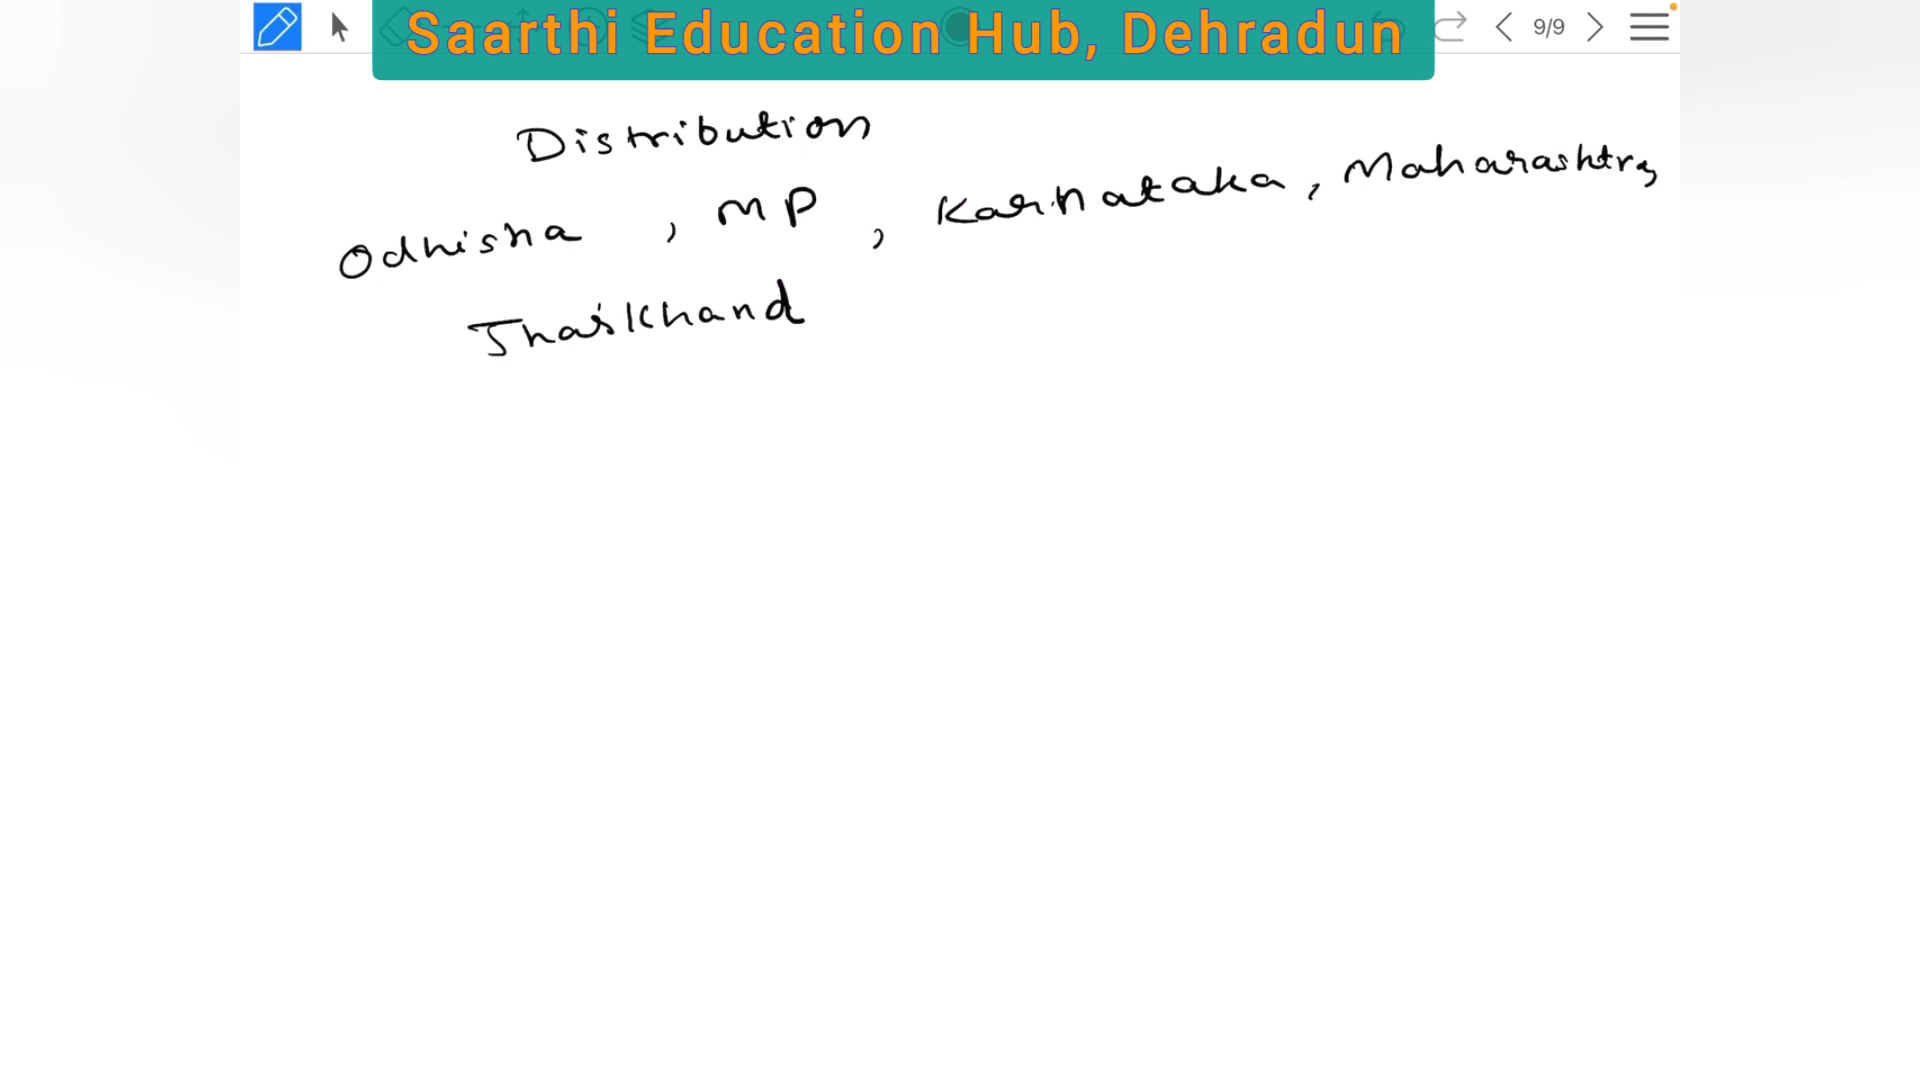 Saarthi Education Hub, Dehradun
9/9
Distribution
Odhisha, MP, Karnataka, Maharashtra,
Jharkhand